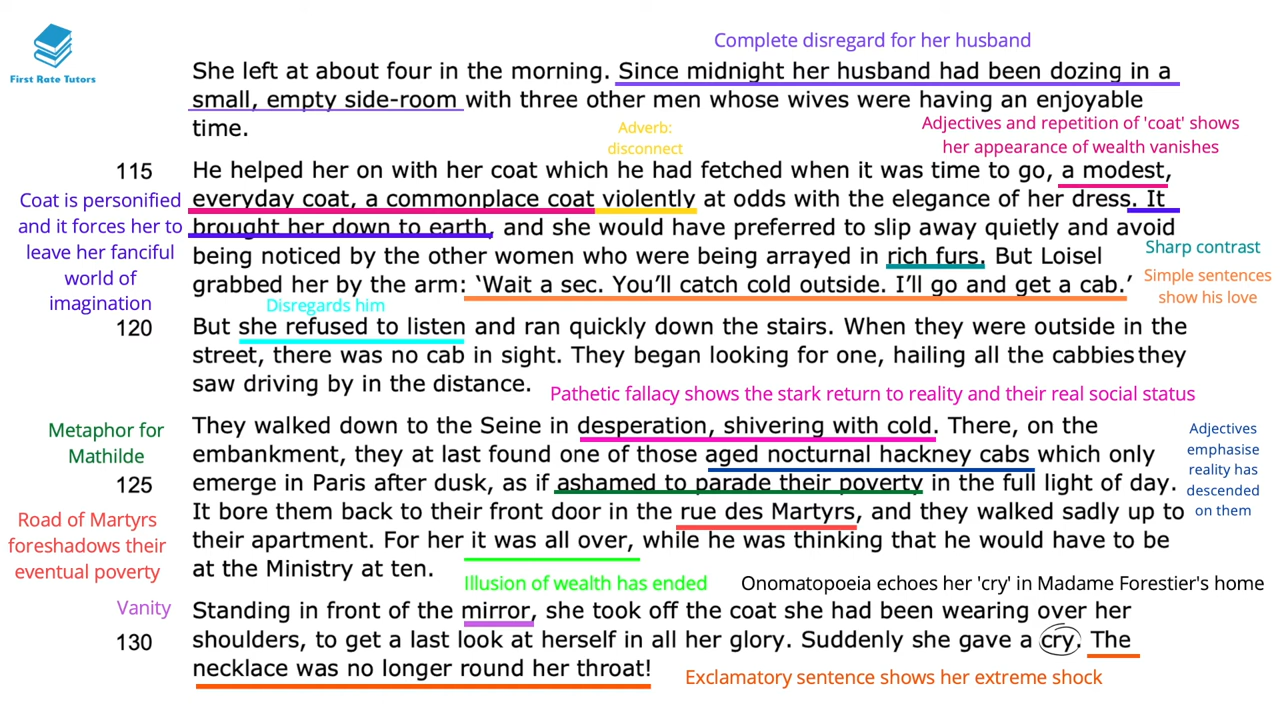 Complete disregard for her husband
First Rate Tutors
She left at about four in the morning. Since midnight her husband had been dozing in a
small, empty side-room with three other men whose wives were having an enjoyable
time.
Adverb:
disconnect
Adjectives and repetition of 'coat' shows
her appearance of wealth vanishes
115
He helped her on with her coat which he had fetched when it was time to go, a modest,
everyday coat, a commonplace coat violently at odds with the elegance of her dress. It
brought her down to earth, and she would have preferred to slip away quietly and avoid
being noticed by the other women who were being arrayed in rich furs. But Loisel
grabbed her by the arm: ‘Wait a sec. You’ll catch cold outside. I’ll go and get a cab.’
Coat is personified
and it forces her to
leave her fanciful
world of
imagination
Sharp contrast
Simple sentences
show his love
Disregards him
120
But she refused to listen and ran quickly down the stairs. When they were outside in the
street, there was no cab in sight. They began looking for one, hailing all the cabbies they
saw driving by in the distance.
Pathetic fallacy shows the stark return to reality and their real social status
Metaphor for
Mathilde
They walked down to the Seine in desperation, shivering with cold. There, on the
embankment, they at last found one of those aged nocturnal hackney cabs which only
125
emerge in Paris after dusk, as if ashamed to parade their poverty in the full light of day.
It bore them back to their front door in the rue des Martyrs, and they walked sadly up to
their apartment. For her it was all over, while he was thinking that he would have to be
at the Ministry at ten.
Adjectives
emphasise
reality has
descended
on them
Road of Martyrs
foreshadows their
eventual poverty
Illusion of wealth has ended
Onomatopoeia echoes her 'cry' in Madame Forestier's home
Vanity
Standing in front of the mirror, she took off the coat she had been wearing over her
130
shoulders, to get a last look at herself in all her glory. Suddenly she gave a cry. The
necklace was no longer round her throat!
Exclamatory sentence shows her extreme shock